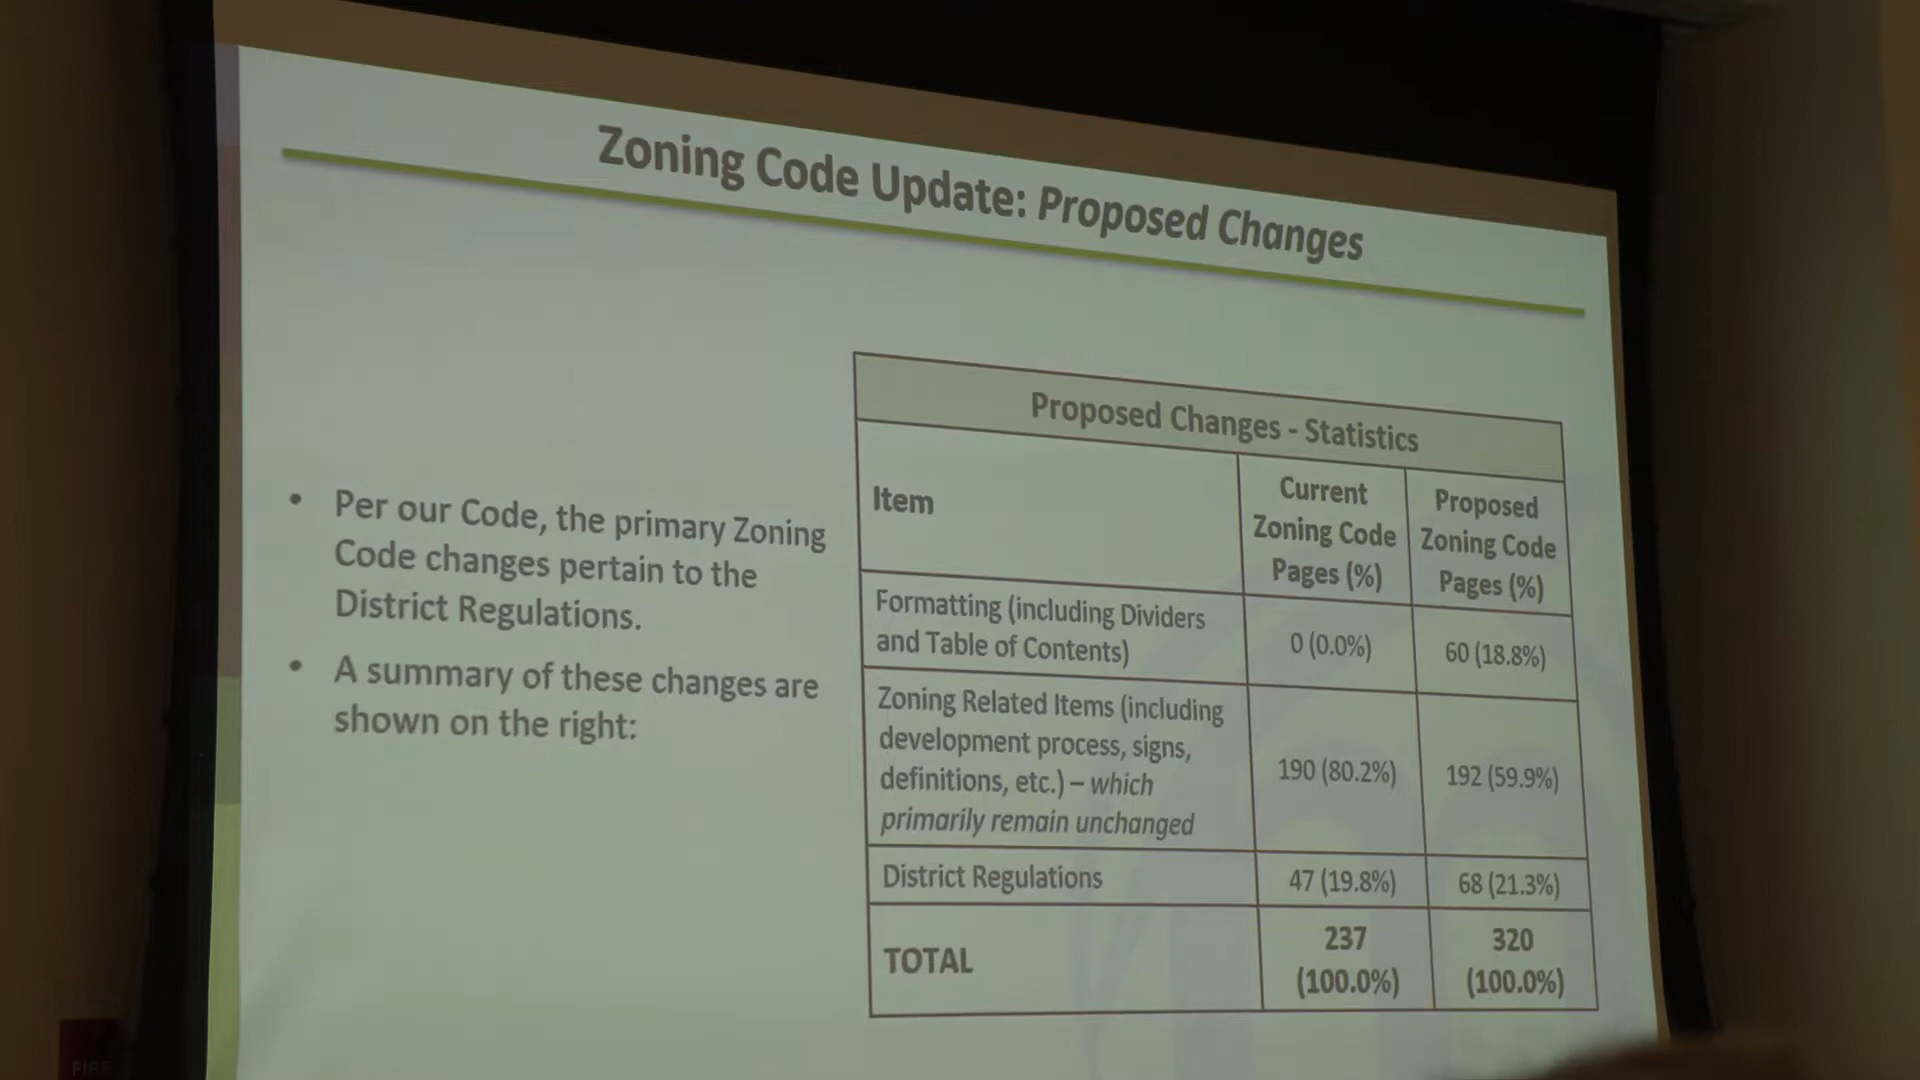 Zoning Code Update: Proposed Changes
• Per our Code, the primary Zoning
Code changes pertain to the
District Regulations.
• A summary of these changes are
shown on the right:
Proposed Changes - Statistics
Item
Current
Zoning Code
Pages (%)
Proposed
Zoning Code
Pages (%)
Formatting (including Dividers
and Table of Contents)
0 (0.0%)
60 (18.8%)
Zoning Related Items (including
development process, signs,
definitions, etc.) – which
primarily remain unchanged
190 (80.2%)
192 (59.9%)
District Regulations
47 (19.8%)
68 (21.3%)
TOTAL
237
(100.0%)
320
(100.0%)
FIRE